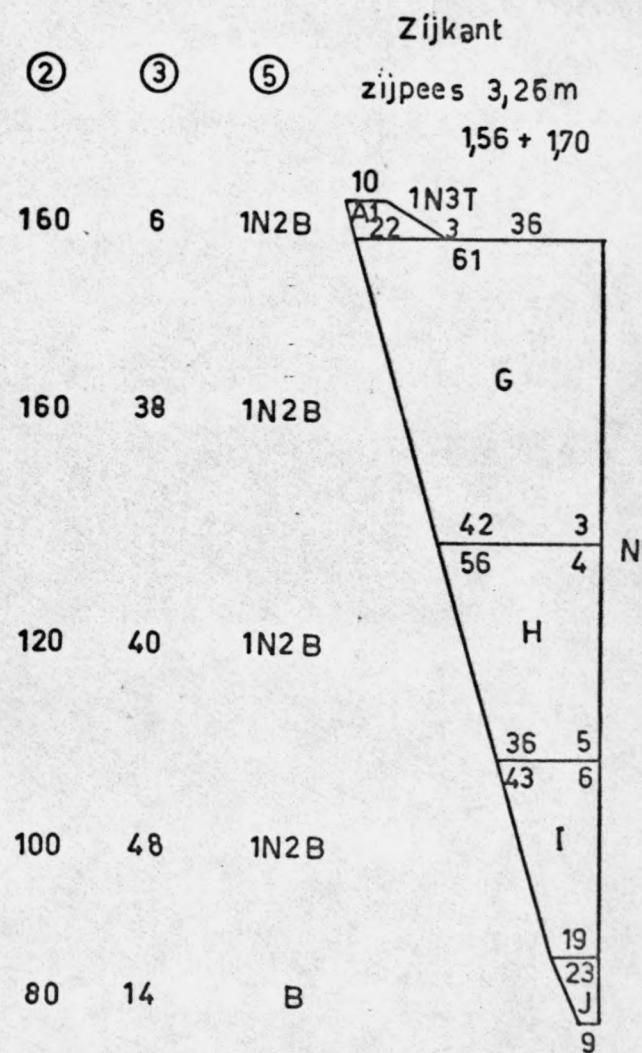 Zijkant
② ③ ⑤ zijpees 3,26m
1,56 + 1,70
10 1N3T
160 6 1N2B A1 22 3 36
61
G
160 38 1N2B
42 3
N
56 4
H
120 40 1N2B
36 5
43 6
I
100 48 1N2B
19
23
80 14 B J
9